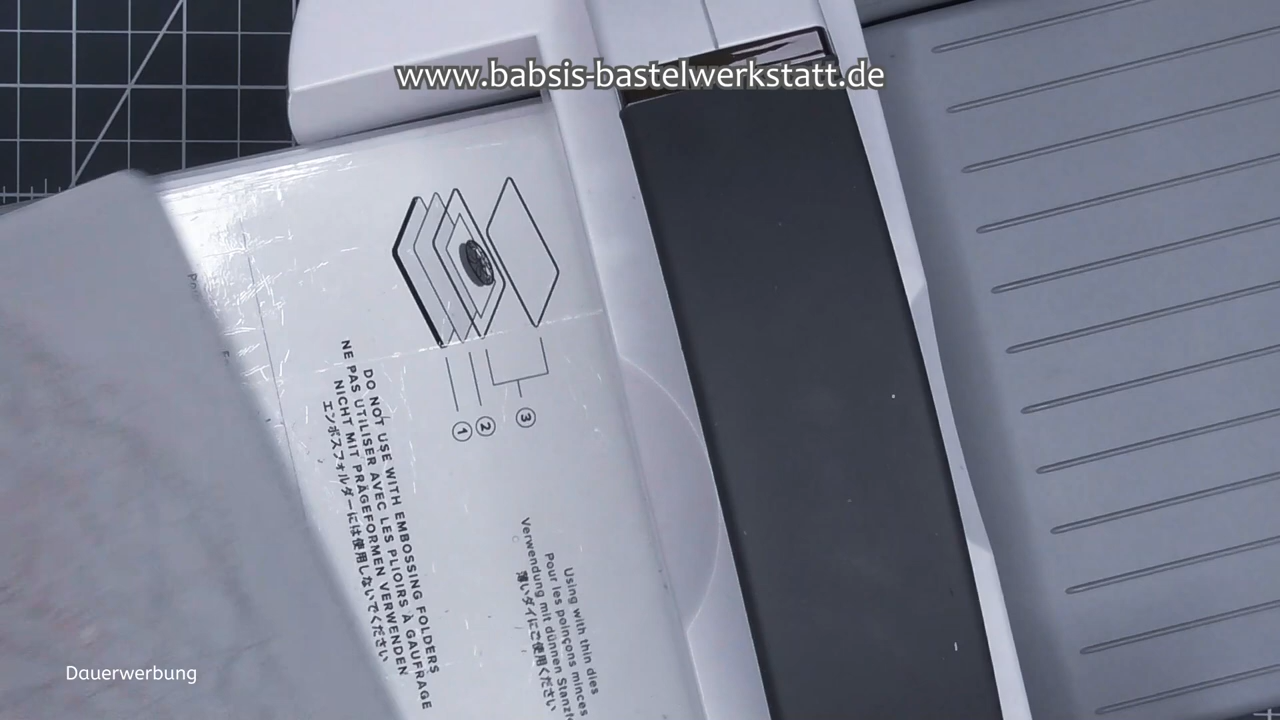 www.babsis-bastelwerkstatt.de
DO NOT USE WITH EMBOSSING FOLDERS
NE PAS UTILISER AVEC LES PLIOIRS À GAUFRAGE
NICHT MIT PRÄGEFORMEN VERWENDEN
エンボスフォルダーには使用しないでください
1
2
3
Using with thin dies
Pour les poinçons minces
Verwendung mit dünnen
薄いダイにご使用ください
Dauerwerbung